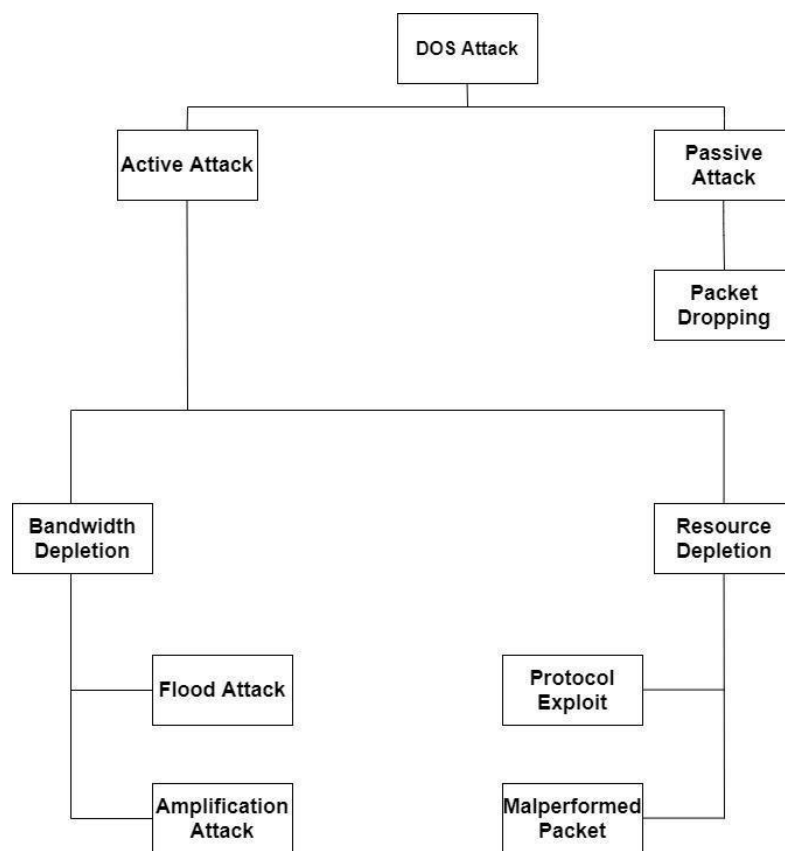 DOS Attack
Active Attack
Passive
Attack
Packet
Dropping
Bandwidth
Depletion
Resource
Depletion
Flood Attack
Protocol
Exploit
Amplification
Attack
Malperformed
Packet